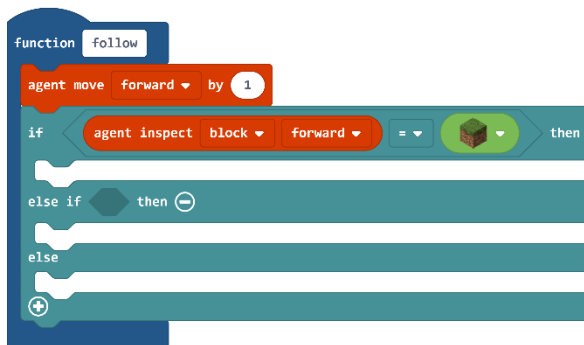 function follow
agent move forward by 1
if agent inspect block forward = then
else if then
else